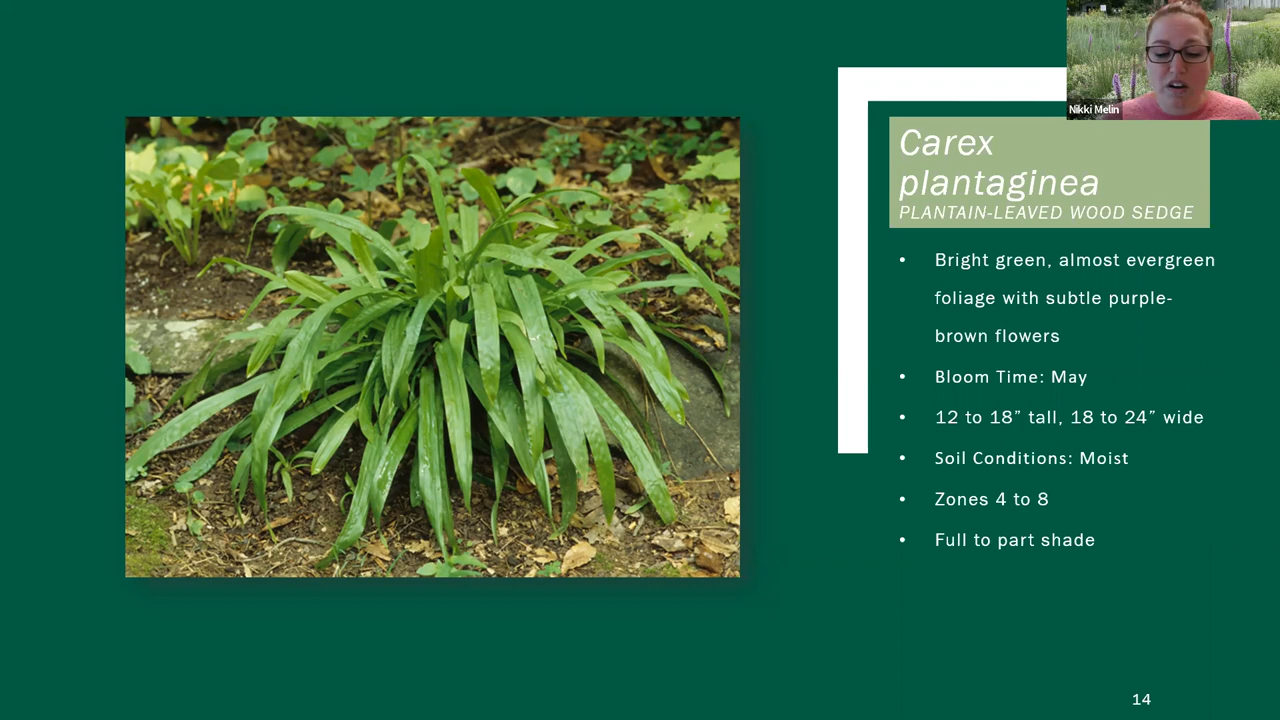 Nikki Melin
Carex
plantaginea
PLANTAIN-LEAVED WOOD SEDGE
• Bright green, almost evergreen
foliage with subtle purple-
brown flowers
• Bloom Time: May
• 12 to 18” tall, 18 to 24” wide
• Soil Conditions: Moist
• Zones 4 to 8
• Full to part shade
14